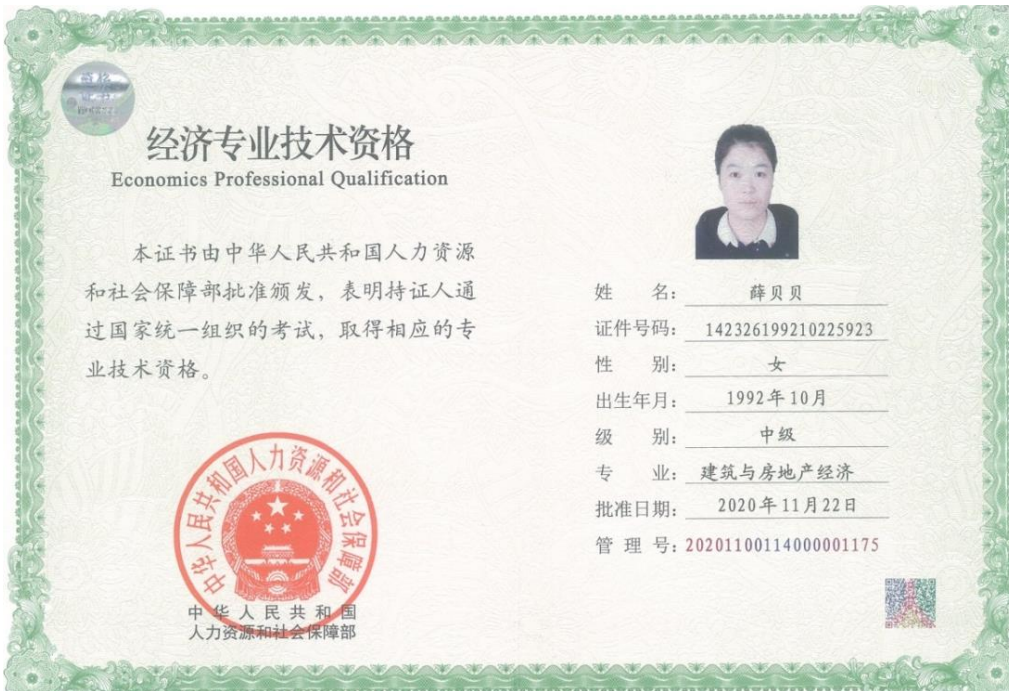 经济专业技术资格
Economics Professional Qualification
本证书由中华人民共和国人力资源
和社会保障部批准颁发，表明持证人通
过国家统一组织的考试，取得相应的专
业技术资格。
中华人民共和国人力资源和社会保障部
中华人民共和国
人力资源和社会保障部
姓 名： 薛贝贝
证件号码： 142326199210225923
性 别： 女
出生年月： 1992年10月
级 别： 中级
专 业： 建筑与房地产经济
批准日期： 2020年11月22日
管 理 号：20201100114000001175